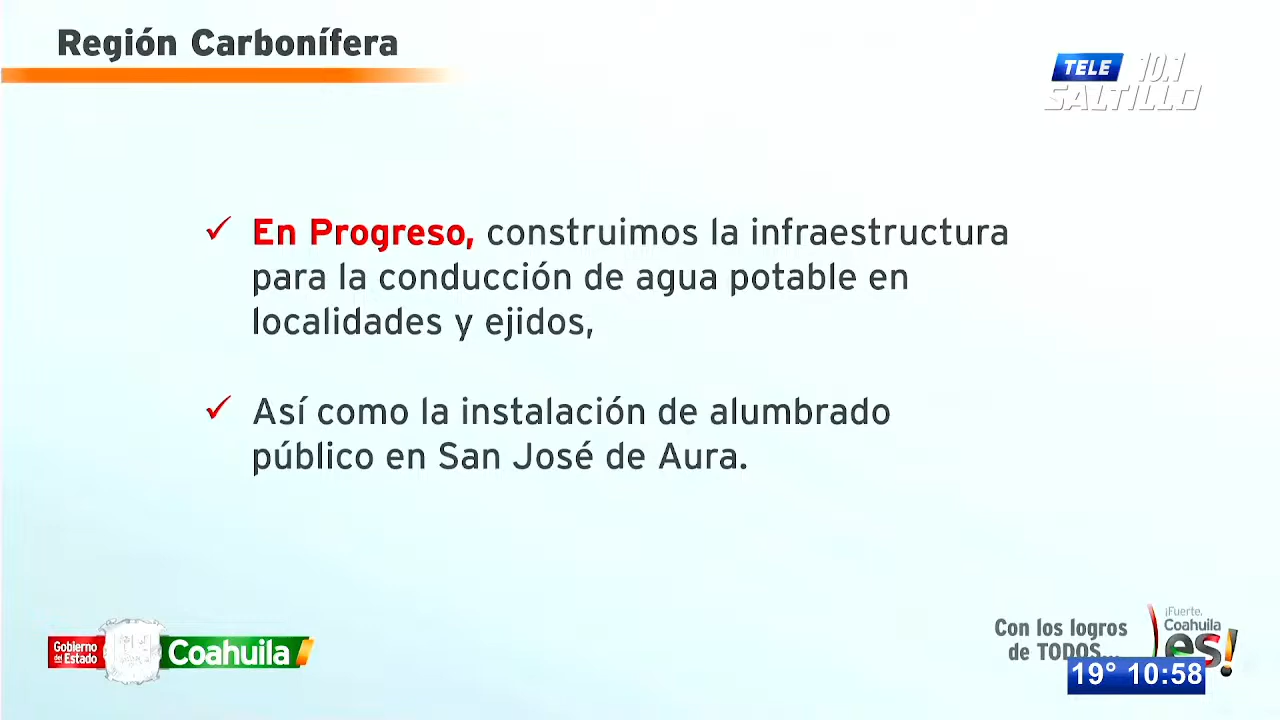 Región Carbonífera
TELE 10.1
SALTILLO
✓ En Progreso, construimos la infraestructura
para la conducción de agua potable en
localidades y ejidos,
✓ Así como la instalación de alumbrado
público en San José de Aura.
Gobierno
del Estado
Coahuila
Con los logros
de TODOS...
¡Fuerte,
Coahuila
es!
19° 10:58